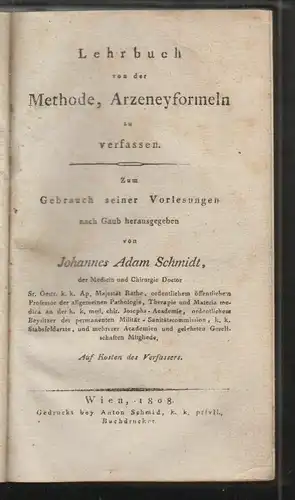 Lehrbuch
von der
Methode, Arzeneyformeln
zu
verfassen.
Zum
Gebrauch seiner Vorlesungen
nach Gaub herausgegeben
von
Johannes Adam Schmidt,
der Medicin und Chirurgie Doctor
Sr. Oestr. k. k. Ap. Majestät Rathe, ordentlichem öffentlichem
Professor der allgemeinen Pathologie, Therapie und Materia me-
dica an der k. k. med. chir. Josephs-Academie, ordentlichem
Beysitzer der permanenten Militär-Sanitätscommission, k. k.
Stabsfeldarzte, und mehrerer Academien und gelehrten Gesell-
schaften Mitgliede,
Auf Kosten des Verfassers.
Wien, 1808.
Gedruckt bey Anton Schmid, k. k. privil.
Buchdrucker.